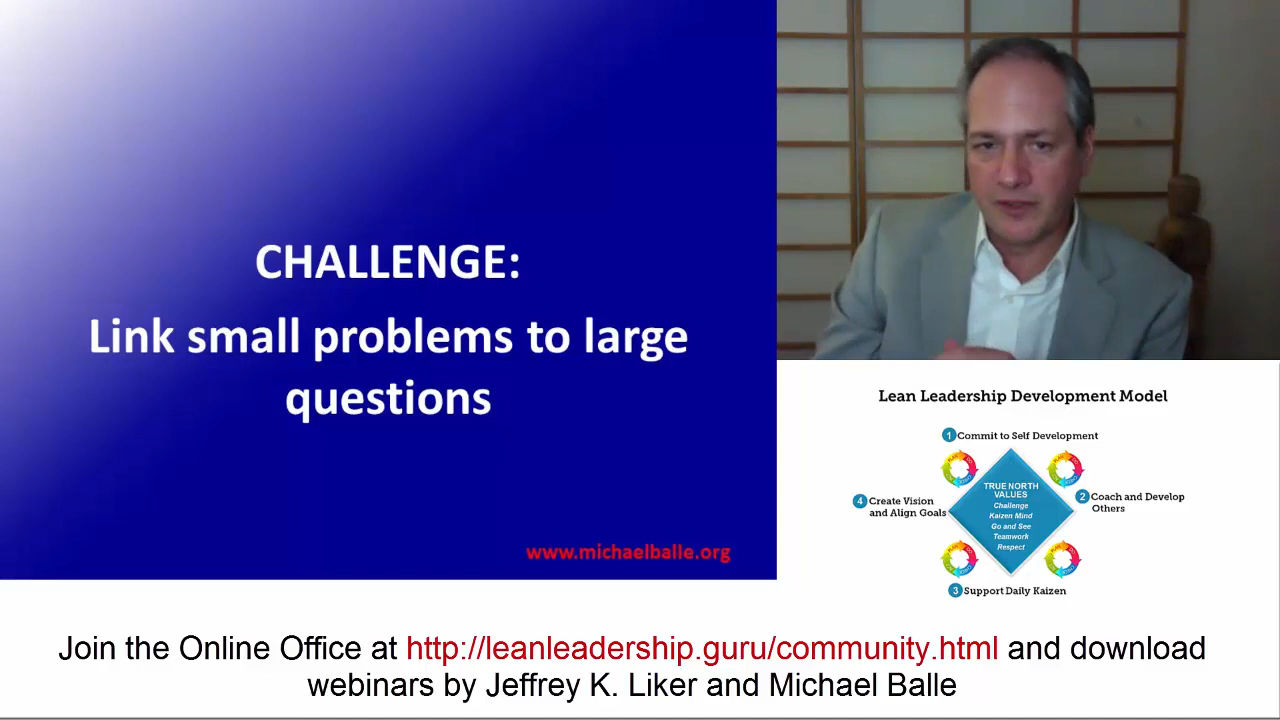 CHALLENGE:
Link small problems to large
questions
www.michaelballe.org
Lean Leadership Development Model
1 Commit to Self Development
TRUE NORTH
VALUES
Challenge
Kaizen Mind
Go and See
Teamwork
Respect
2 Coach and Develop
Others
4 Create Vision
and Align Goals
3 Support Daily Kaizen
Join the Online Office at http://leanleadership.guru/community.html and download
webinars by Jeffrey K. Liker and Michael Balle